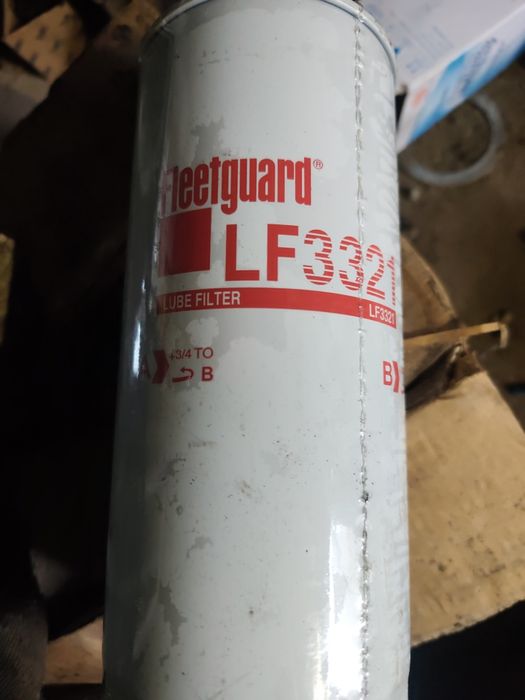 Fleetguard®
LF3321
LUBE FILTER
LF3321
A +3/4 TO B
B